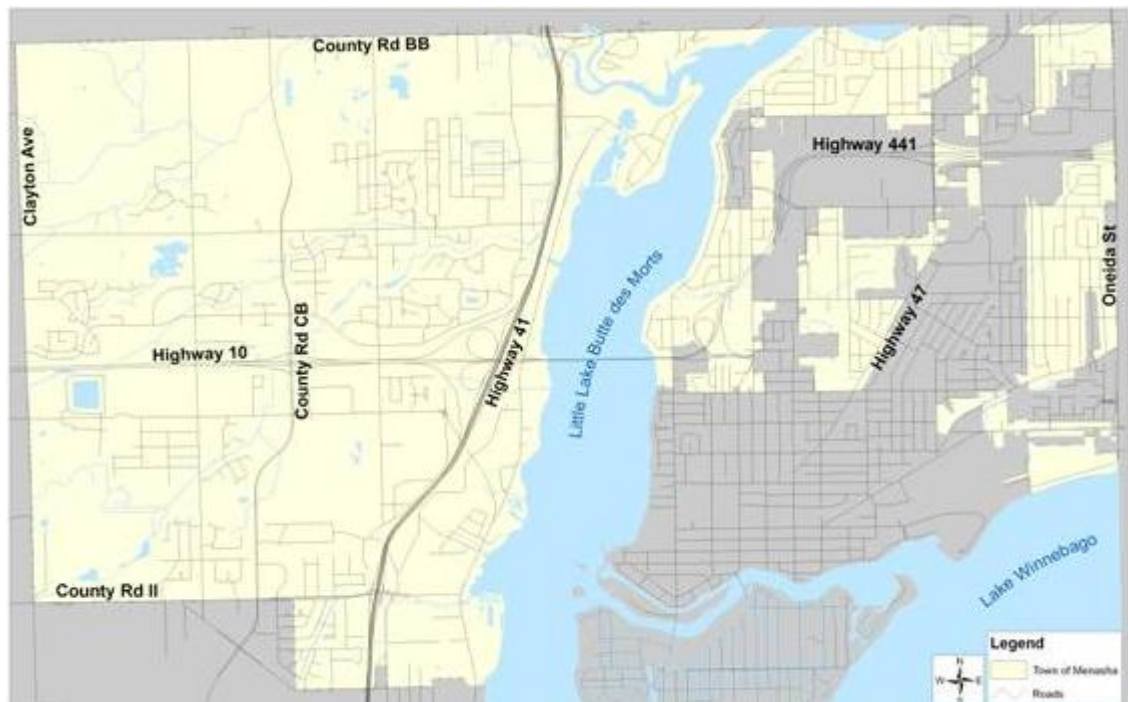 County Rd BB
Clayton Ave
Highway 441
Oneida St
Little Lake Butte des Morts
Highway 47
Highway 41
County Rd CB
Highway 10
County Rd II
Lake Winnebago
Legend
Town of Menasha
Roads
N
W
E